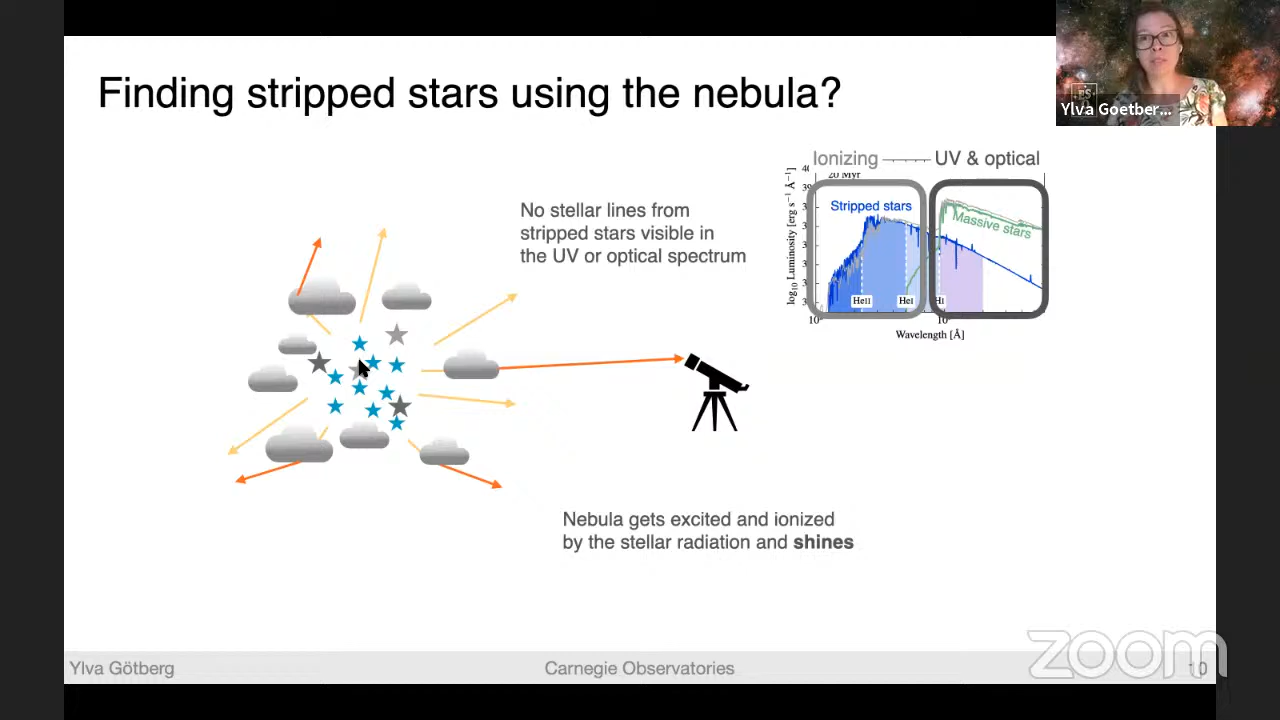 Finding stripped stars using the nebula?
Ylva Goetber...
Ionizing
UV & optical
20 Myr
Stripped stars
Massive stars
log10 Luminosity [erg s⁻¹ Å⁻¹]
HeII
HeI
HI
Wavelength [Å]
No stellar lines from
stripped stars visible in
the UV or optical spectrum
Nebula gets excited and ionized
by the stellar radiation and shines
Ylva Götberg
Carnegie Observatories
10
zoom